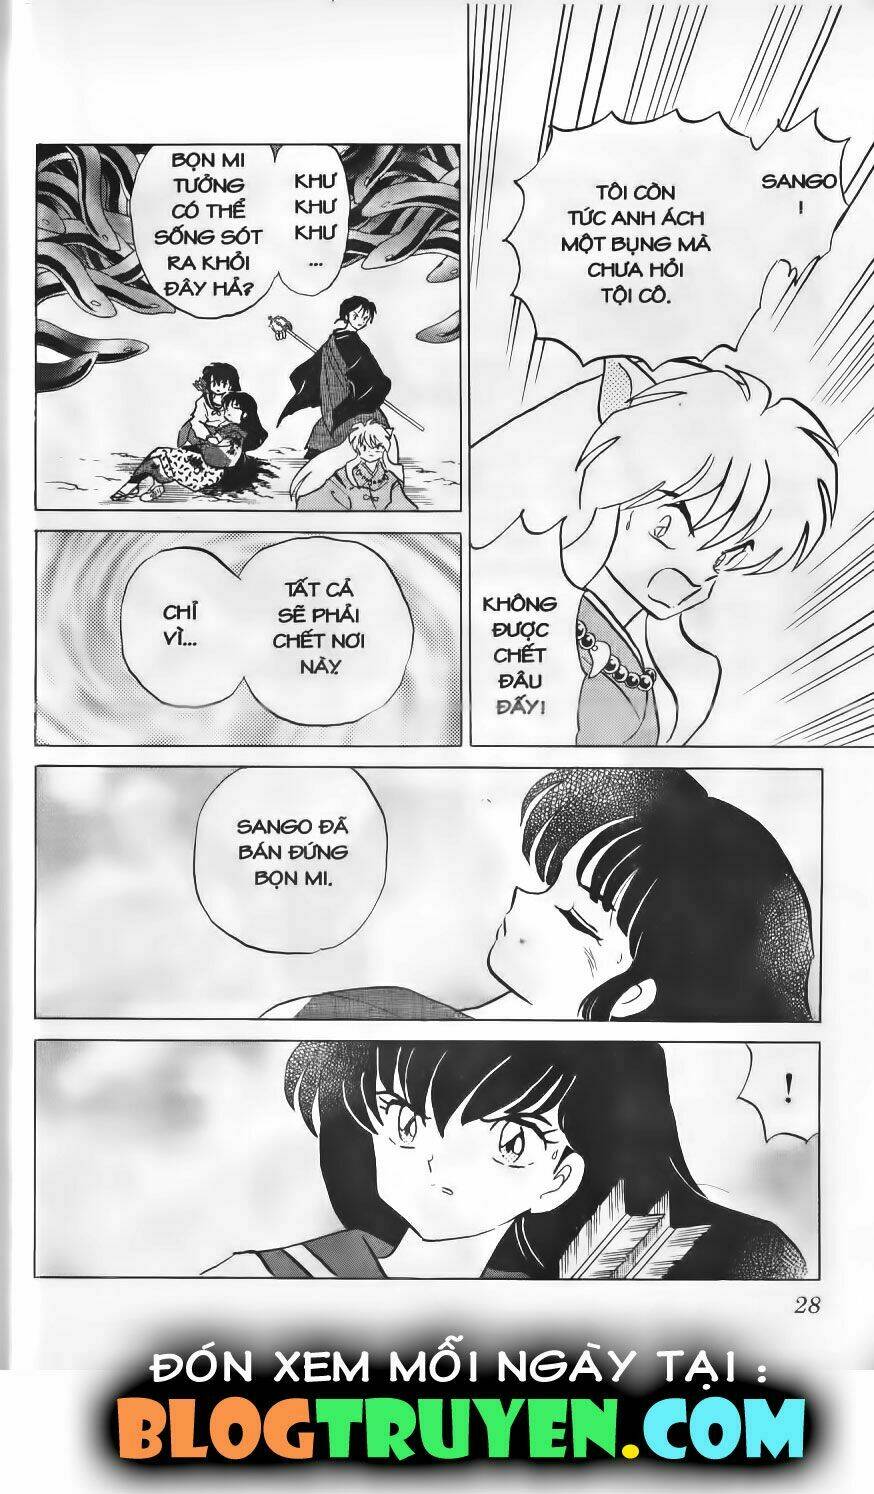 SANGO
!
TÔI CÒN
TỨC ANH ÁCH
MỘT BỤNG MÀ
CHƯA HỎI
TỘI CÔ.
KHÔNG
ĐƯỢC
CHẾT
ĐÂU
ĐẤY!
KHƯ
KHƯ
KHƯ
...
BỌN MI
TƯỞNG
CÓ THỂ
SỐNG SÓT
RA KHỎI
ĐÂY HẢ?
TẤT CẢ
SẼ PHẢI
CHẾT NƠI
NÀY.
CHỈ
VÌ...
SANGO ĐÃ
BÁN ĐỨNG
BỌN MI.
!
28
ĐÓN XEM MỖI NGÀY TẠI :
BLOGTRUYEN.COM